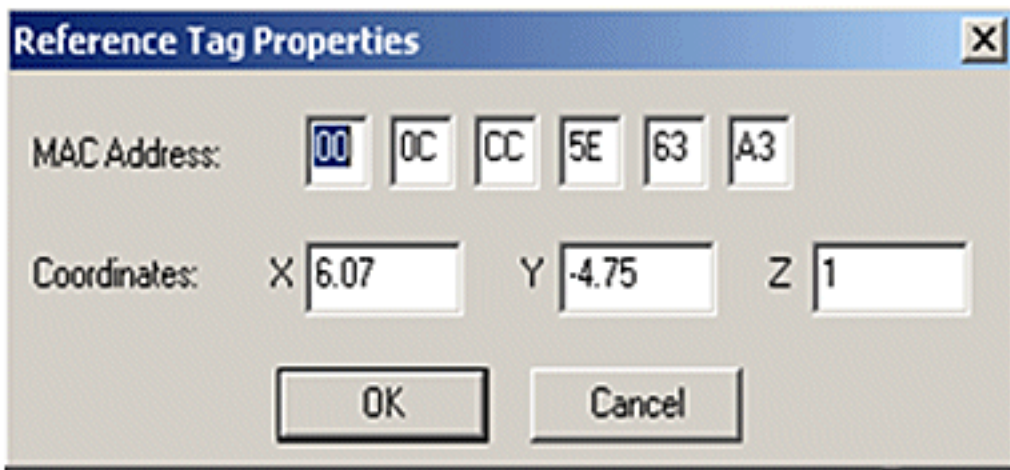 Reference Tag Properties
MAC Address: 00 0C CC 5E 63 A3
Coordinates: X 6.07 Y -4.75 Z 1
OK Cancel